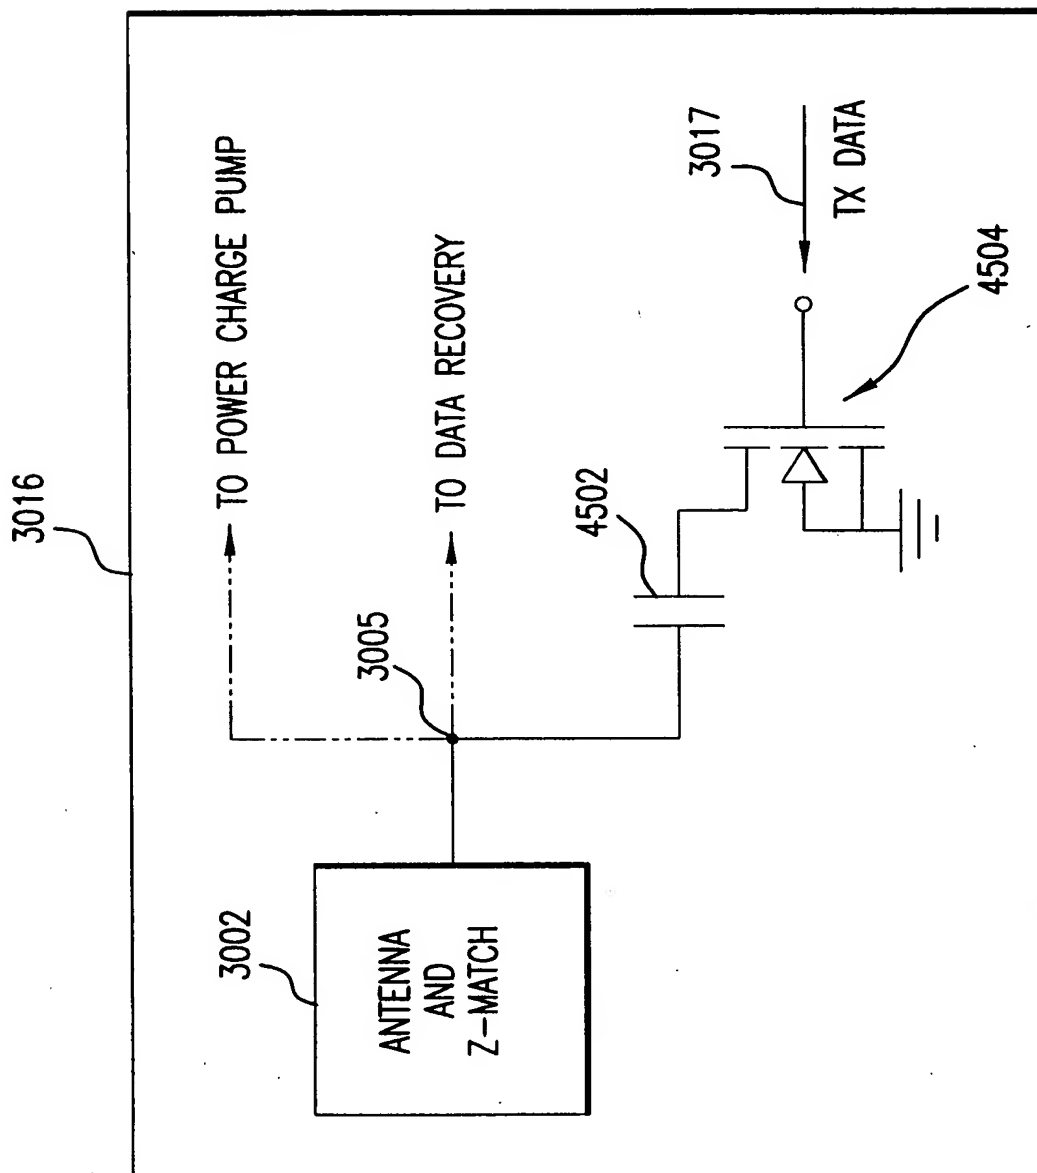 3016
TO POWER CHARGE PUMP
3005
TO DATA RECOVERY
3002
ANTENNA
AND
Z-MATCH
4502
3017
TX DATA
4504